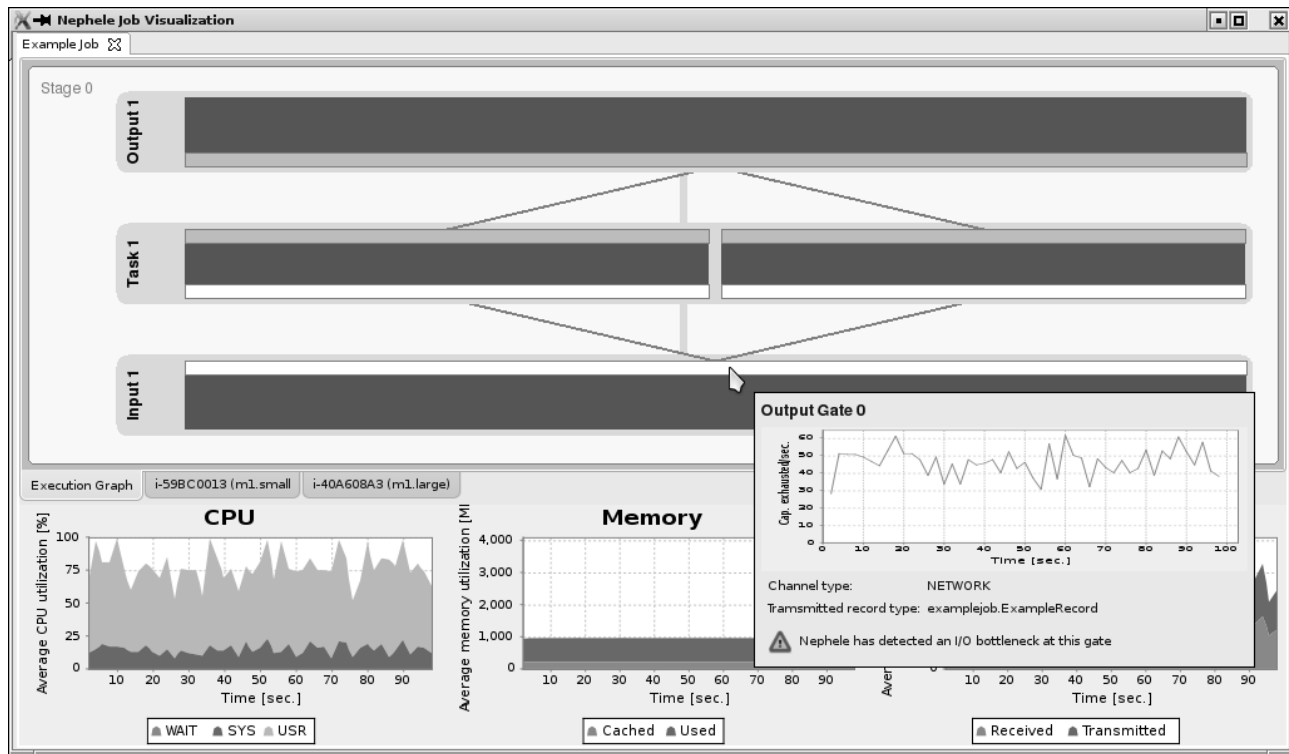 Nephele Job Visualization
Example Job
Stage 0
Output 1
Task 1
Input 1
Output Gate 0
Cap. exhausted/sec.
60
50
40
30
20
10
0
0 10 20 30 40 50 60 70 80 90 100
Time [sec.]
Channel type: NETWORK
Tramsmitted record type: examplejob.ExampleRecord
Nephele has detected an I/O bottleneck at this gate
Execution Graph
i-59BC0013 (m1.small
i-40A608A3 (m1.large)
CPU
Average CPU utilization [%]
100
75
50
25
0
10 20 30 40 50 60 70 80 90
Time [sec.]
WAIT SYS USR
Memory
Average memory utilization [M
4,000
3,000
2,000
1,000
0
10 20 30 40 50 60 70 80 90
Time [sec.]
Cached Used
0
10 20 30 40 50 60 70 80 90
Time [sec.]
Received Transmitted